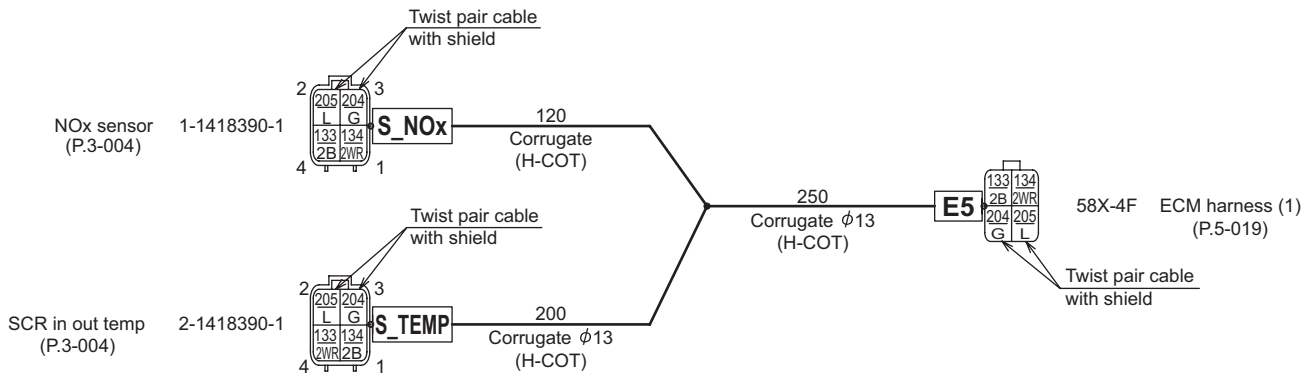 Twist pair cable
with shield
2
3
205 204
L G
133 134
2B 2WR
4
1
NOx sensor
(P.3-004)
1-1418390-1
S_NOx
120
Corrugate
(H-COT)
250
Corrugate ϕ13
(H-COT)
E5
133 134
2B 2WR
204 205
G L
58X-4F
ECM harness (1)
(P.5-019)
Twist pair cable
with shield
Twist pair cable
with shield
2
3
205 204
L G
133 134
2WR 2B
4
1
SCR in out temp
(P.3-004)
2-1418390-1
S_TEMP
200
Corrugate ϕ13
(H-COT)